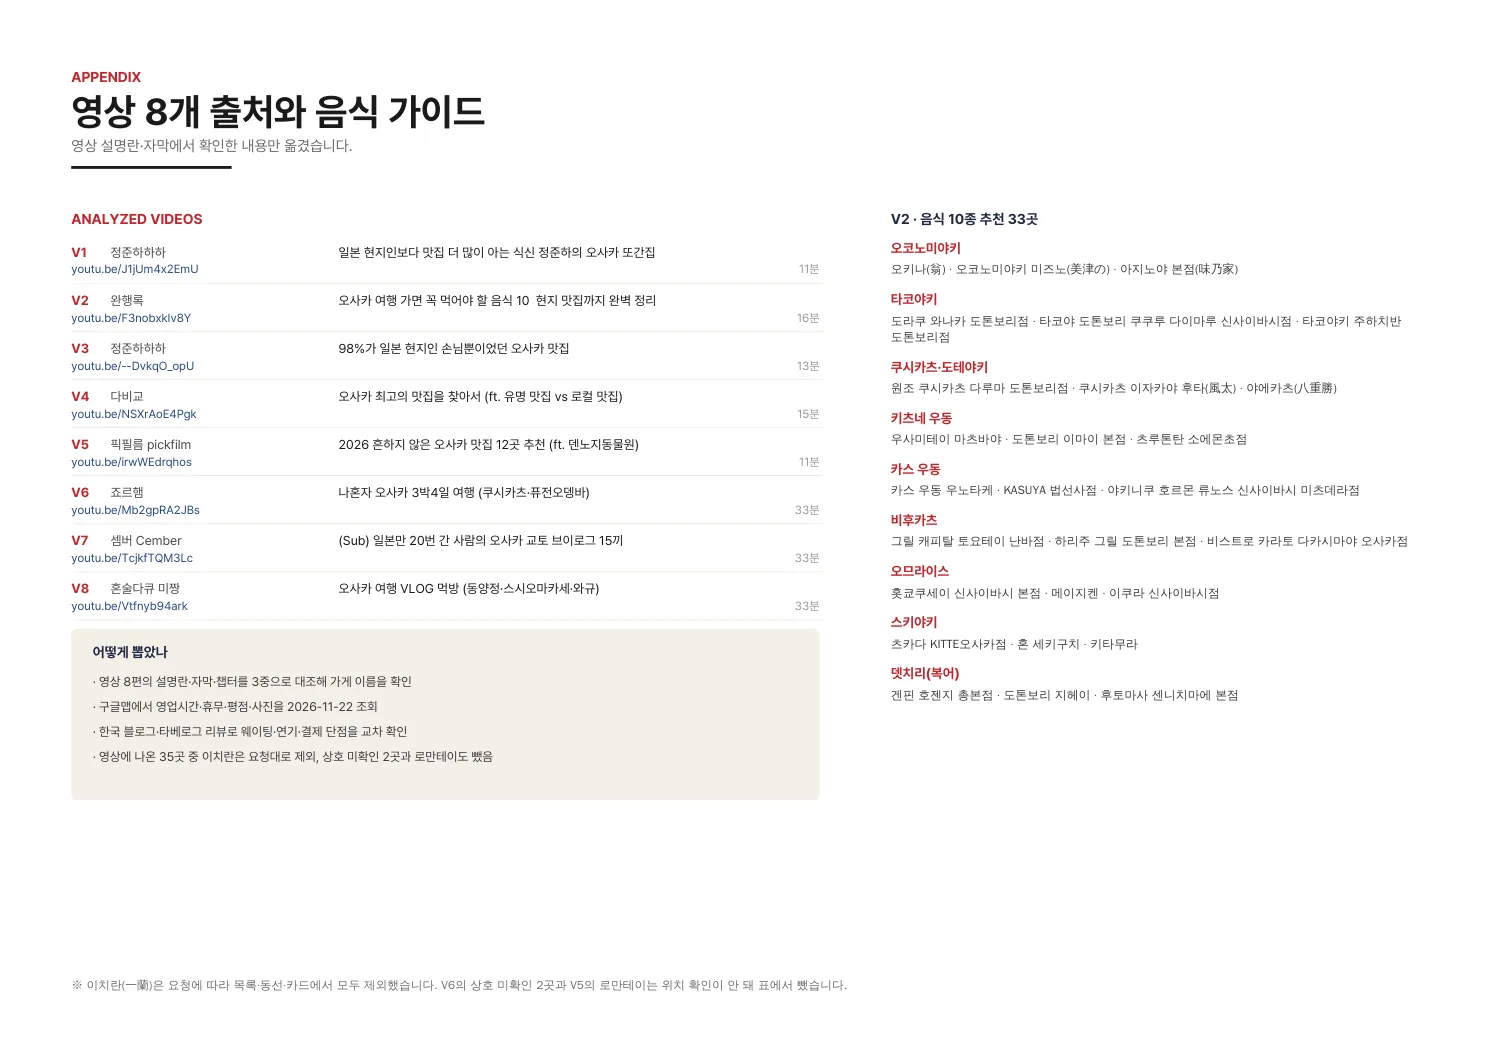 APPENDIX
영상 8개 출처와 음식 가이드
영상 설명란·자막에서 확인한 내용만 옮겼습니다.
ANALYZED VIDEOS
V1 정준하하하 일본 현지인보다 맛집 더 많이 아는 식신 정준하의 오사카 또간집
youtu.be/J1jUm4x2EmU 11분
V2 완행록 오사카 여행 가면 꼭 먹어야 할 음식 10 현지 맛집까지 완벽 정리
youtu.be/F3nobxkIv8Y 16분
V3 정준하하하 98%가 일본 현지인 손님뿐이었던 오사카 맛집
youtu.be/--DvkqO_opU 13분
V4 다비교 오사카 최고의 맛집을 찾아서 (ft. 유명 맛집 vs 로컬 맛집)
youtu.be/NSXrAoE4Pgk 15분
V5 픽필름 pickfilm 2026 흔하지 않은 오사카 맛집 12곳 추천 (ft. 덴노지동물원)
youtu.be/irwWEdrqhos 11분
V6 죠르햄 나혼자 오사카 3박4일 여행 (쿠시카츠·퓨전오뎅바)
youtu.be/Mb2gpRA2JBs 33분
V7 셈버 Cember (Sub) 일본만 20번 간 사람의 오사카 교토 브이로그 15끼
youtu.be/TcjkfTQM3Lc 33분
V8 혼술다큐 미짱 오사카 여행 VLOG 먹방 (동양정·스시오마카세·와규)
youtu.be/Vtfnyb94ark 33분
어떻게 뽑았나
· 영상 8편의 설명란·자막·챕터를 3중으로 대조해 가게 이름을 확인
· 구글맵에서 영업시간·휴무·평점·사진을 2026-11-22 조회
· 한국 블로그·타베로그 리뷰로 웨이팅·연기·결제 단점을 교차 확인
· 영상에 나온 35곳 중 이치란은 요청대로 제외, 상호 미확인 2곳과 로만테이도 뺐음
V2 · 음식 10종 추천 33곳
오코노미야키
오키나(翁) · 오코노미야키 미즈노(美津の) · 아지노야 본점(味乃家)
타코야키
도라쿠 와나카 도톤보리점 · 타코야 도톤보리 쿠쿠루 다이마루 신사이바시점 · 타코야키 주하치반
도톤보리점
쿠시카츠·도테야키
원조 쿠시카츠 다루마 도톤보리점 · 쿠시카츠 이자카야 후타(風太) · 야에카츠(八重勝)
키츠네 우동
우사미테이 마츠바야 · 도톤보리 이마이 본점 · 츠루톤탄 소에몬초점
카스 우동
카스 우동 우노타케 · KASUYA 법선사점 · 야키니쿠 호르몬 류노스 신사이바시 미츠데라점
비후카츠
그릴 캐피탈 토요테이 난바점 · 하리주 그릴 도톤보리 본점 · 비스트로 카라토 다카시마야 오사카점
오므라이스
홋쿄쿠세이 신사이바시 본점 · 메이지켄 · 이쿠라 신사이바시점
스키야키
츠카다 KITTE오사카점 · 혼 세키구치 · 키타무라
뎃치리(복어)
겐핀 호젠지 총본점 · 도톤보리 지헤이 · 후토마사 센니치마에 본점
※ 이치란(一蘭)은 요청에 따라 목록·동선·카드에서 모두 제외했습니다. V6의 상호 미확인 2곳과 V5의 로만테이는 위치 확인이 안 돼 표에서 뺐습니다.